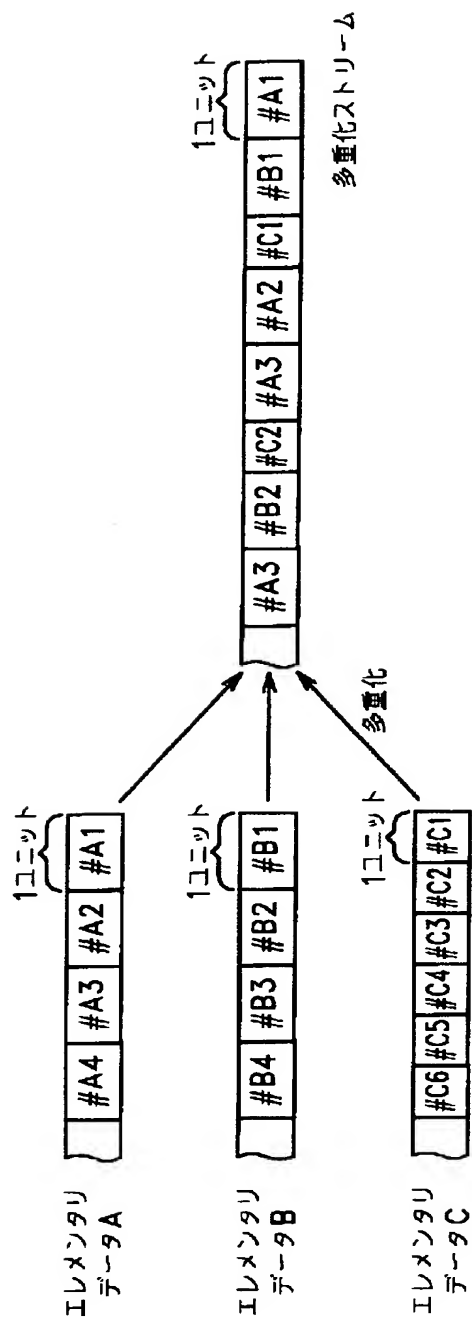 エレメンタリ
データA
#A4 #A3 #A2 #A1
1ユニット
エレメンタリ
データB
#B4 #B3 #B2 #B1
1ユニット
エレメンタリ
データC
#C6 #C5 #C4 #C3 #C2 #C1
1ユニット
多重化
#A3 #B2 #C2 #A3 #A2 #C1 #B1 #A1
1ユニット
多重化ストリーム